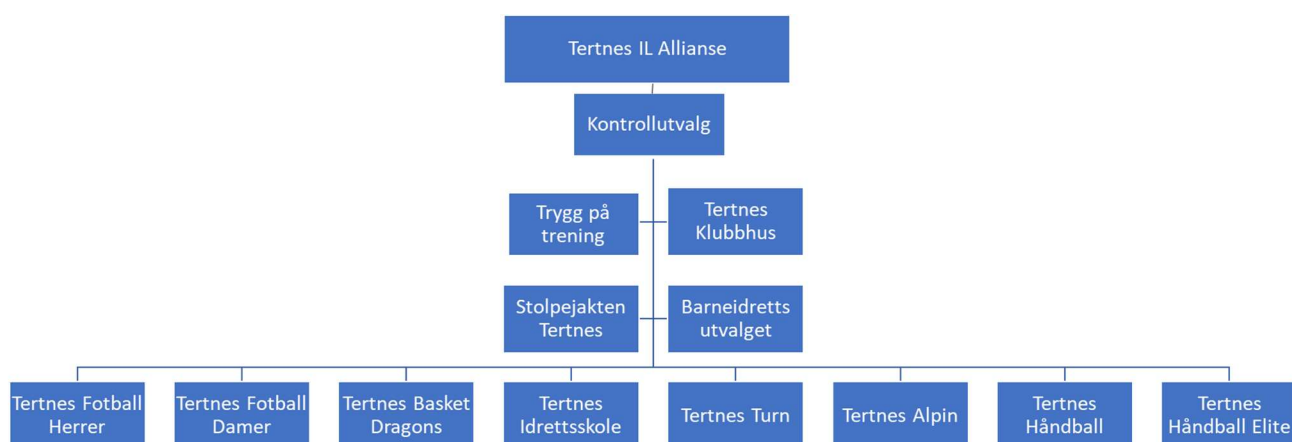 Tertnes IL Allianse
Kontrollutvalg
Trygg på
trening
Tertnes
Klubbhus
Stolpejakten
Tertnes
Barneidretts
utvalget
Tertnes Fotball
Herrer
Tertnes Fotball
Damer
Tertnes Basket
Dragons
Tertnes
Idrettsskole
Tertnes Turn
Tertnes Alpin
Tertnes
Håndball
Tertnes
Håndball Elite